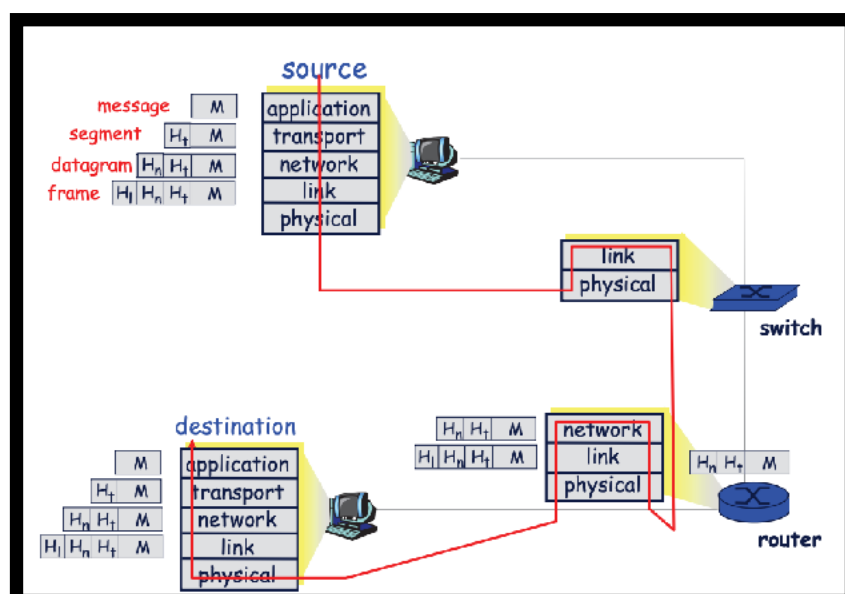 source
message M application
segment Hₜ M transport
datagram Hₙ Hₜ M network
frame Hₗ Hₙ Hₜ M link
physical
link
physical
switch
destination
M application
Hₜ M transport
Hₙ Hₜ M network
Hₗ Hₙ Hₜ M link
physical
Hₙ Hₜ M network
Hₗ Hₙ Hₜ M link
physical
Hₙ Hₜ M
router